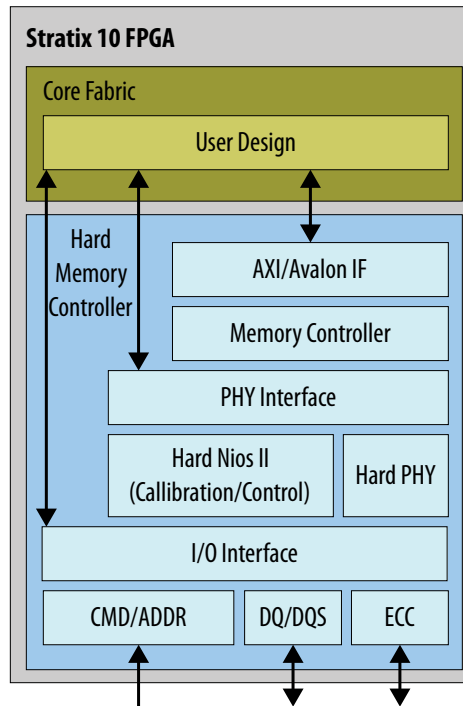 Stratix 10 FPGA
Core Fabric
User Design
Hard
Memory
Controller
AXI/Avalon IF
Memory Controller
PHY Interface
Hard Nios II
(Callibration/Control)
Hard PHY
I/O Interface
CMD/ADDR
DQ/DQS
ECC